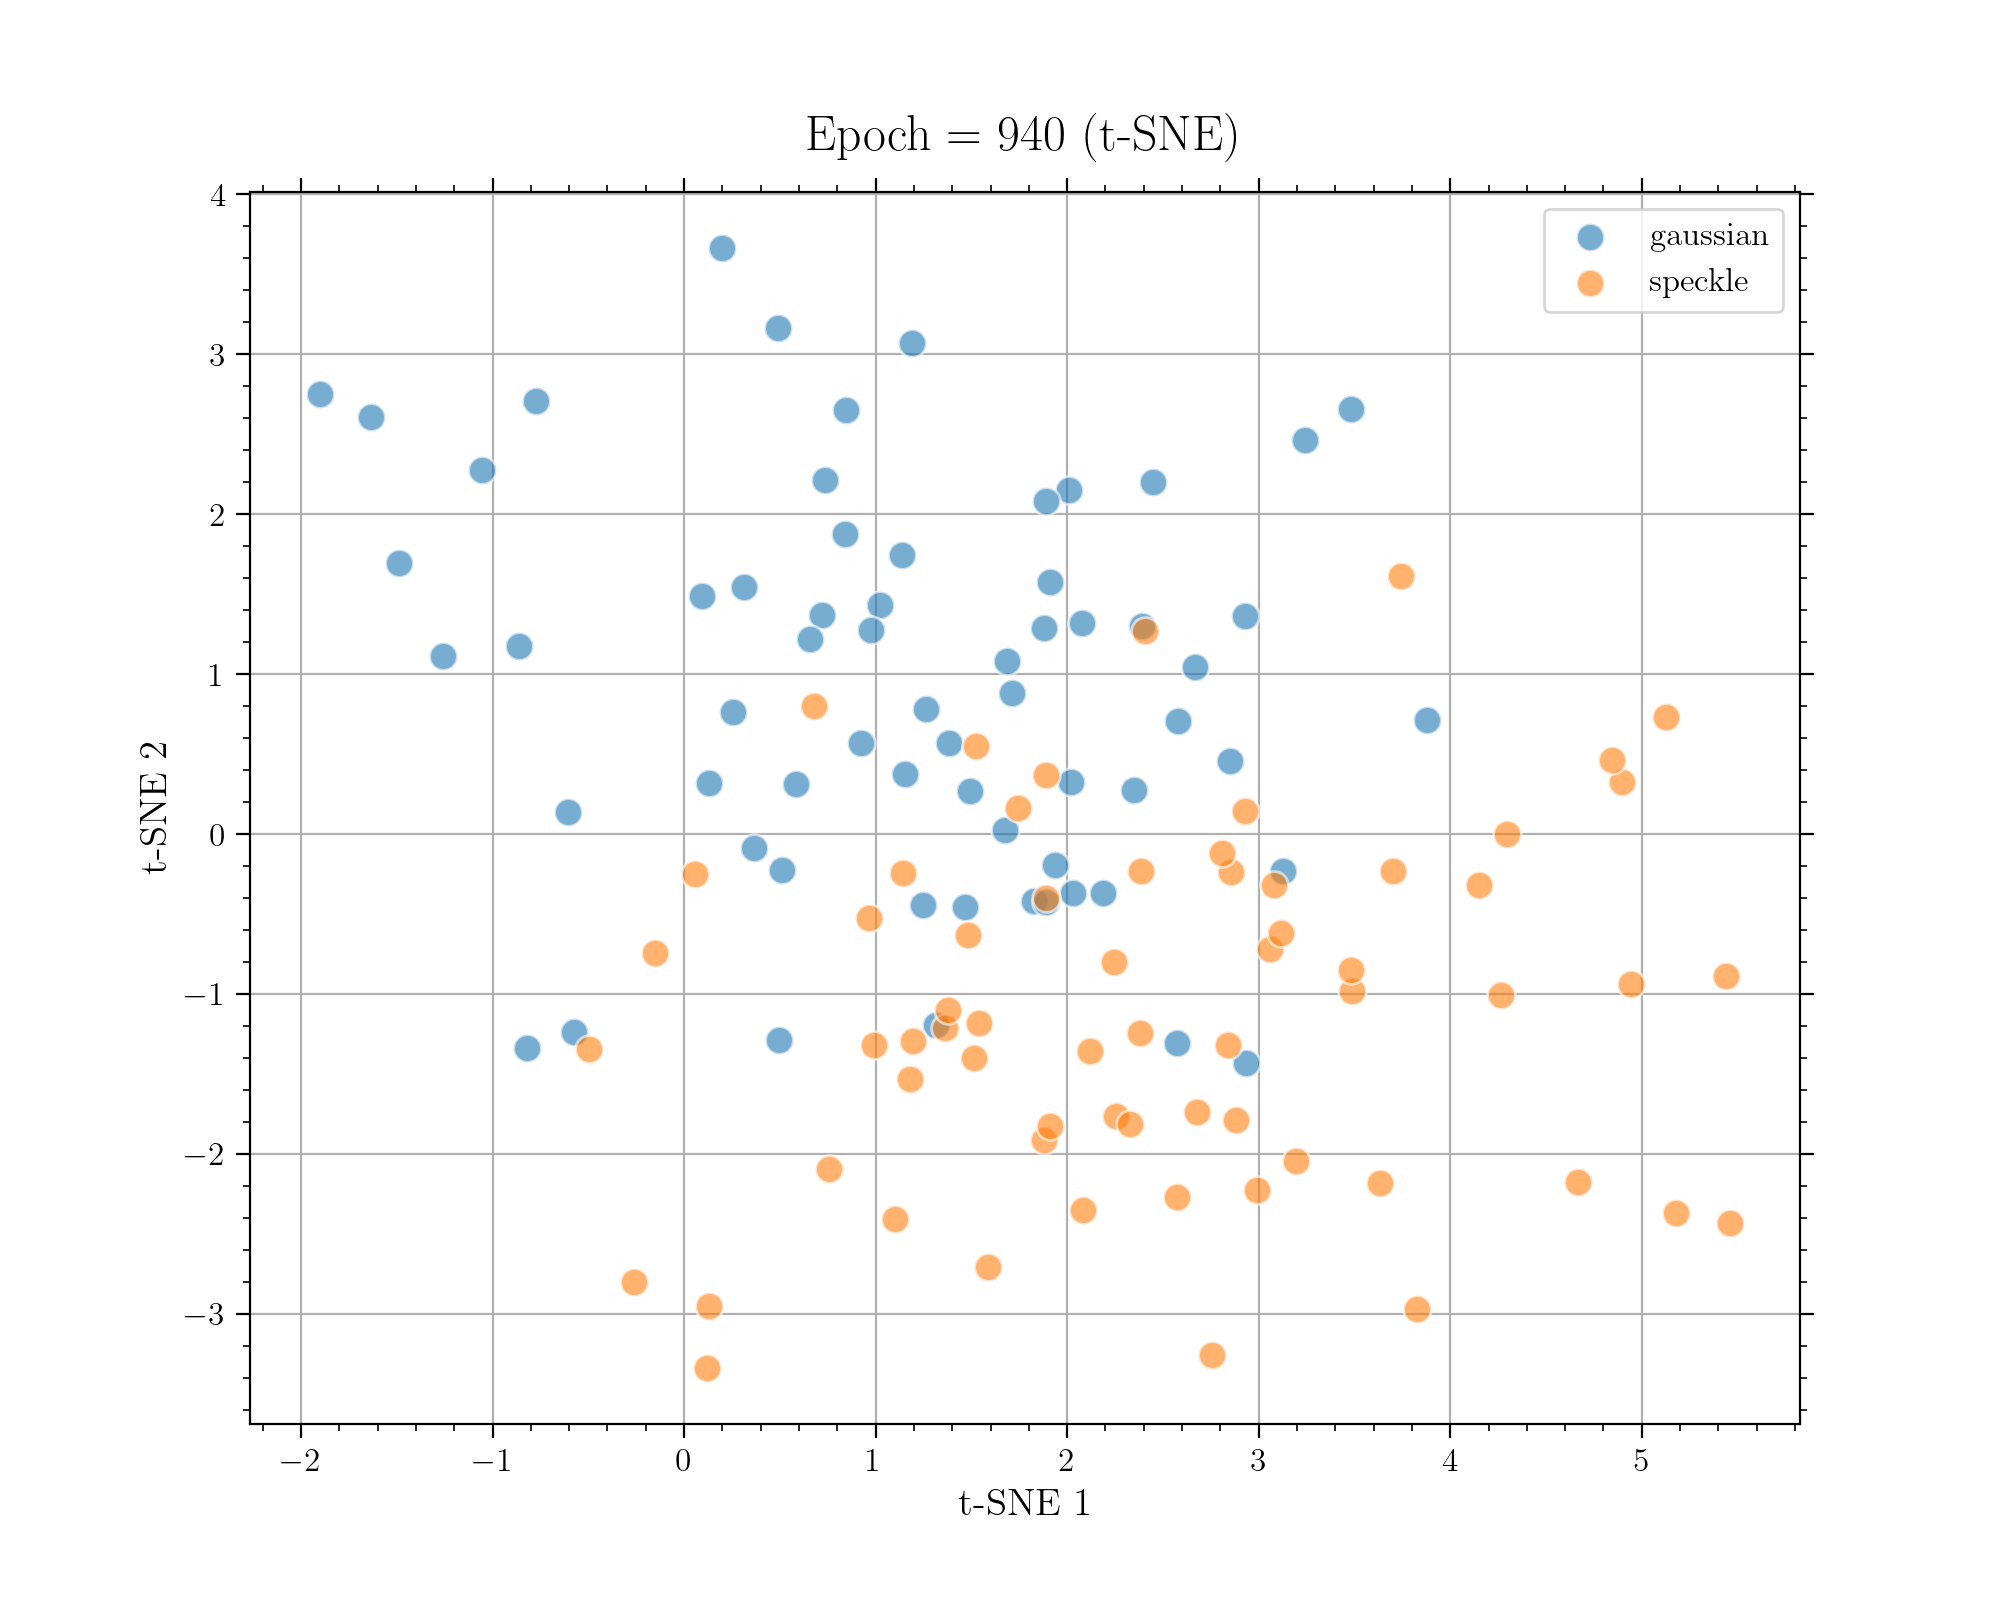 Epoch = 940 (t-SNE)
gaussian
speckle
4
3
2
1
0
−1
−2
−3
t-SNE 2
−2 −1 0 1 2 3 4 5
t-SNE 1